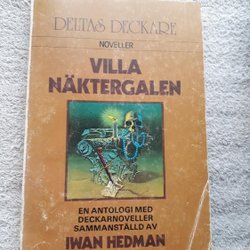 DELTAS DECKARE
NOVELLER
VILLA
NÄKTERGALEN
EN ANTOLOGI MED
DECKARNOVELLER
SAMMANSTÄLLD AV
IWAN HEDMAN